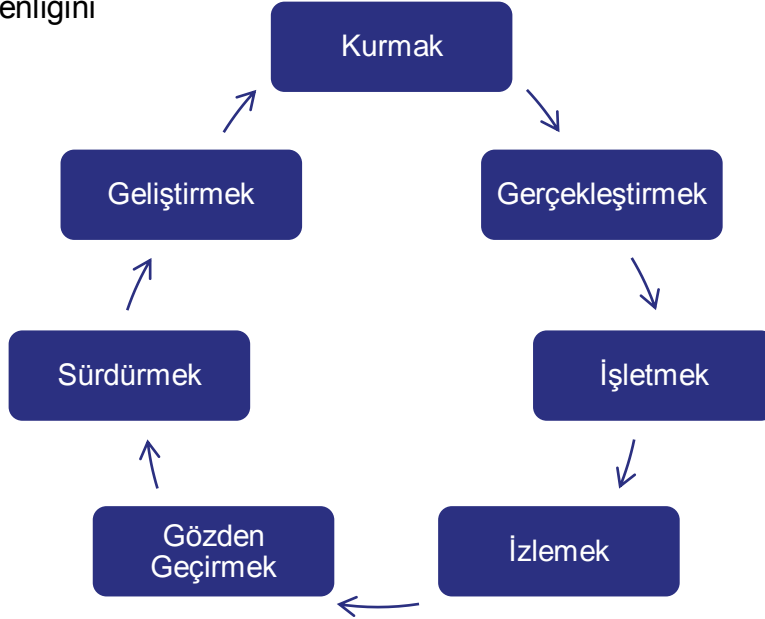 enliğini
Kurmak
Gerçekleştirmek
İşletmek
İzlemek
Gözden
Geçirmek
Sürdürmek
Geliştirmek